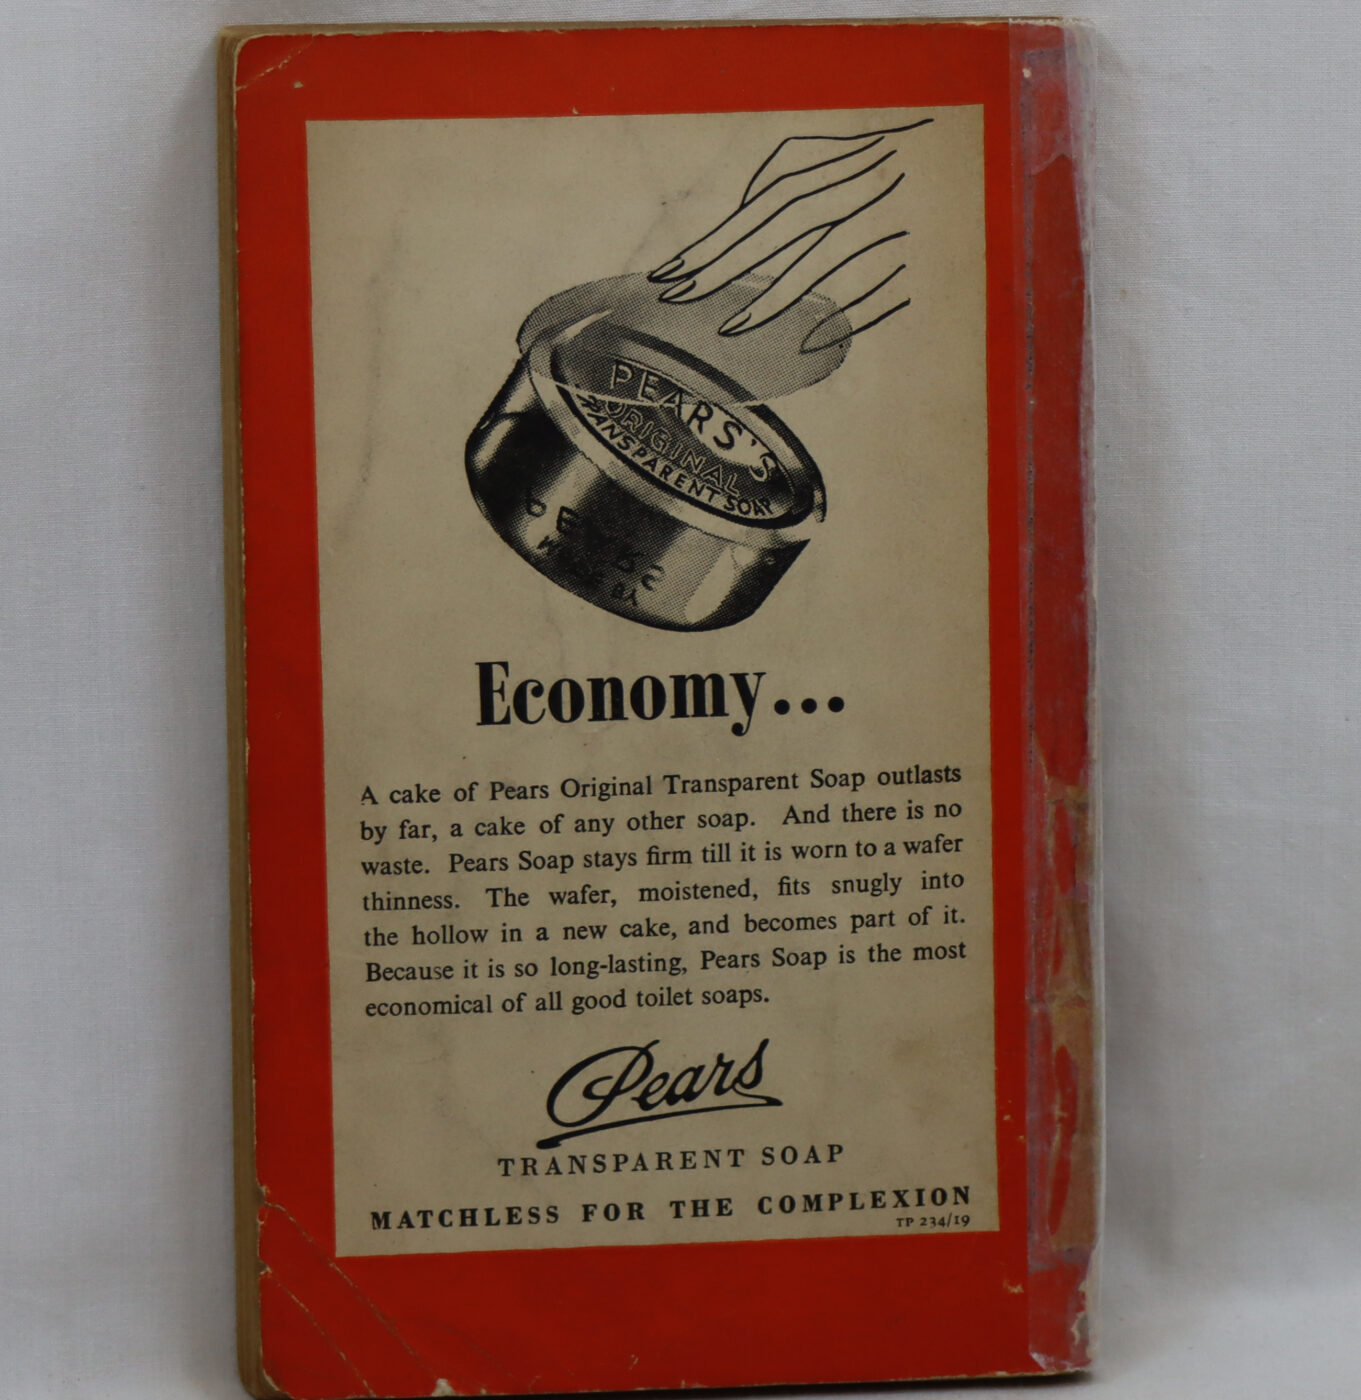 PEARS'S
ORIGINAL
TRANSPARENT SOAP
Economy...
A cake of Pears Original Transparent Soap outlasts
by far, a cake of any other soap. And there is no
waste. Pears Soap stays firm till it is worn to a wafer
thinness. The wafer, moistened, fits snugly into
the hollow in a new cake, and becomes part of it.
Because it is so long-lasting, Pears Soap is the most
economical of all good toilet soaps.
Pears
TRANSPARENT SOAP
MATCHLESS FOR THE COMPLEXION
TP 234/19